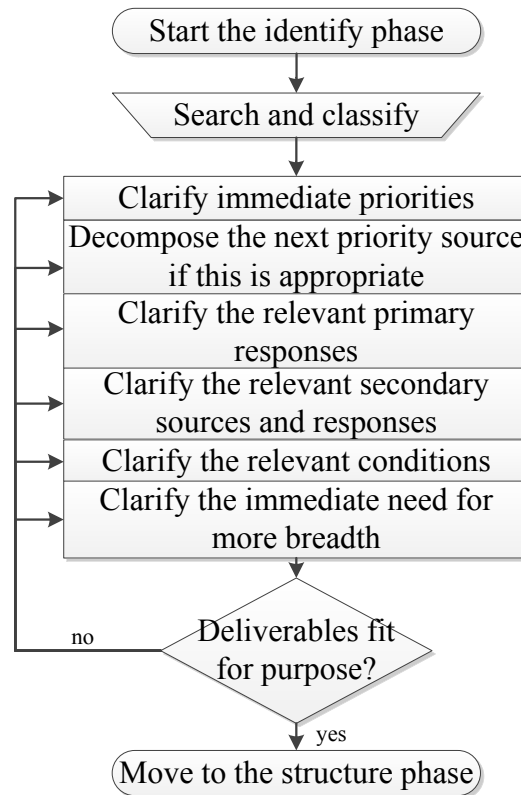 Start the identify phase
Search and classify
Clarify immediate priorities
Decompose the next priority source
if this is appropriate
Clarify the relevant primary
responses
Clarify the relevant secondary
sources and responses
Clarify the relevant conditions
Clarify the immediate need for
more breadth
no
Deliverables fit
for purpose?
yes
Move to the structure phase